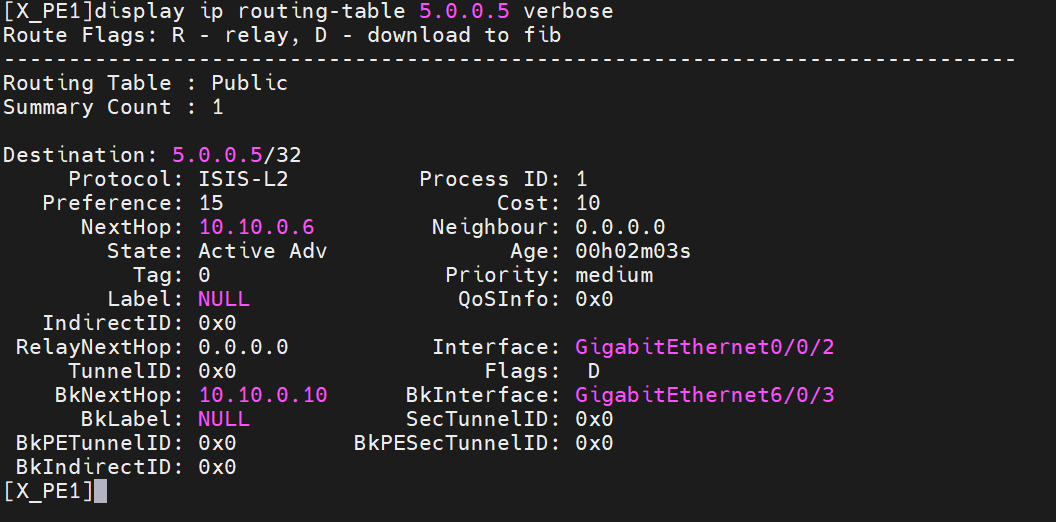 [X_PE1]display ip routing-table 5.0.0.5 verbose
Route Flags: R - relay, D - download to fib
------------------------------------------------------------------------------
Routing Table : Public
Summary Count : 1

Destination: 5.0.0.5/32
     Protocol: ISIS-L2          Process ID: 1
   Preference: 15                     Cost: 10
      NextHop: 10.10.0.6         Neighbour: 0.0.0.0
        State: Active Adv              Age: 00h02m03s
          Tag: 0                  Priority: medium
        Label: NULL                QoSInfo: 0x0
   IndirectID: 0x0
 RelayNextHop: 0.0.0.0           Interface: GigabitEthernet0/0/2
     TunnelID: 0x0                   Flags:  D
    BkNextHop: 10.10.0.10      BkInterface: GigabitEthernet6/0/3
      BkLabel: NULL            SecTunnelID: 0x0
 BkPETunnelID: 0x0         BkPESecTunnelID: 0x0
 BkIndirectID: 0x0
[X_PE1]